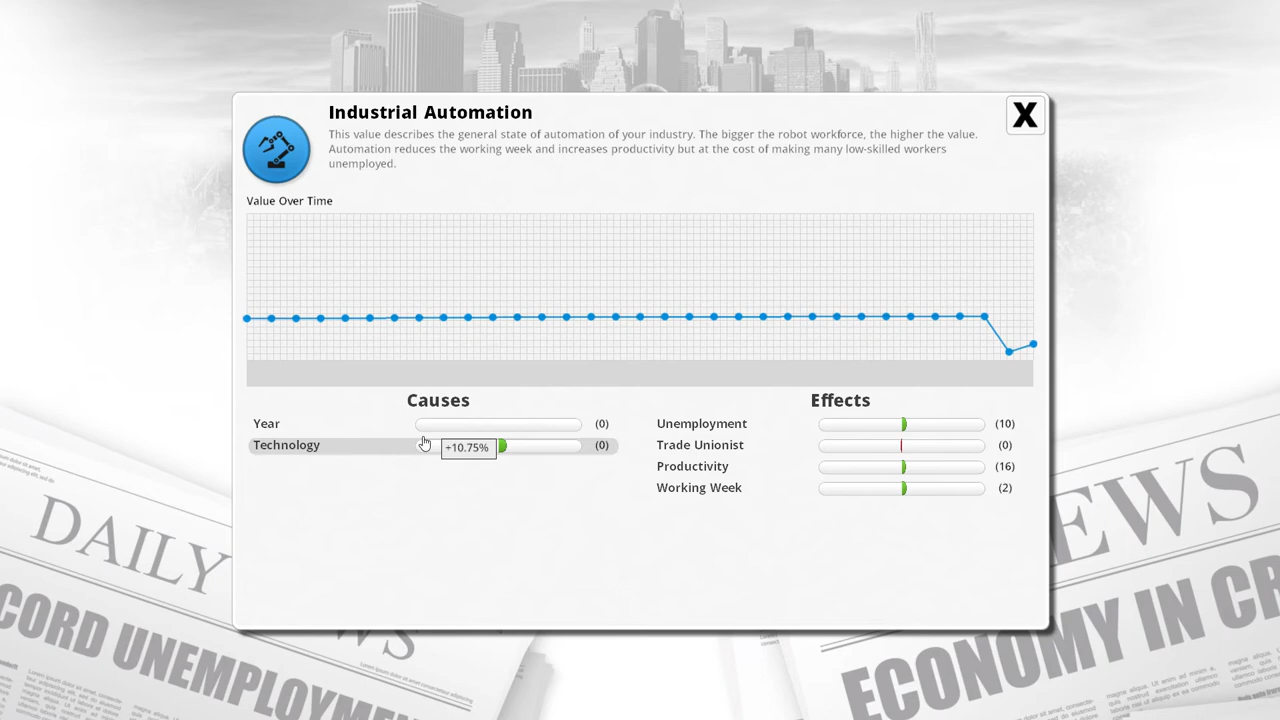 Industrial Automation
X
This value describes the general state of automation of your industry. The bigger the robot workforce, the higher the value.
Automation reduces the working week and increases productivity but at the cost of making many low-skilled workers
unemployed.
Value Over Time
Causes
Year (0)
Technology +10.75% (0)
Effects
Unemployment (10)
Trade Unionist (0)
Productivity (16)
Working Week (2)
DAILY
NEWS
CORD UNEMPLOYME
EWS
ECONOMY IN CR